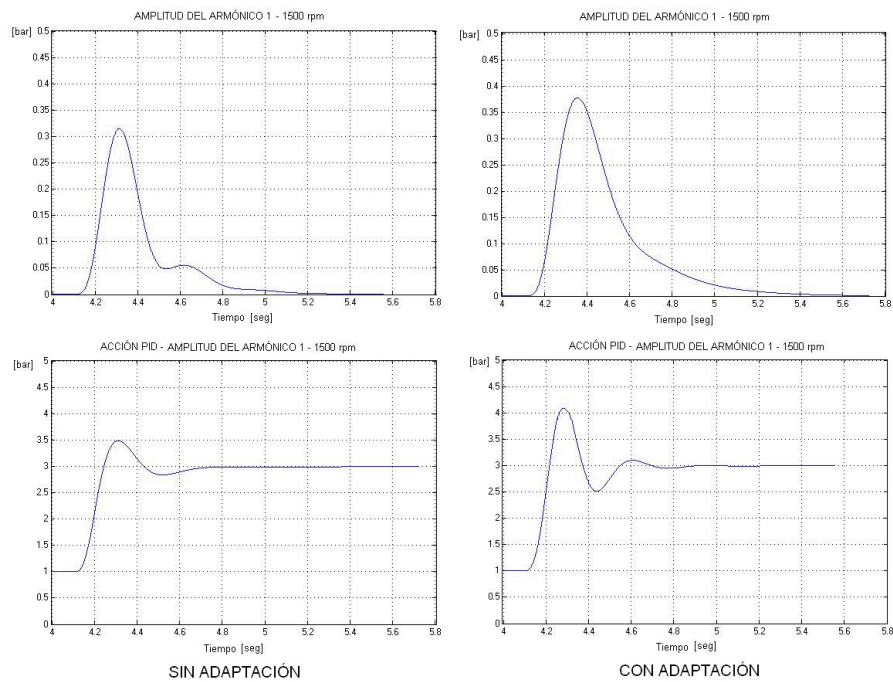 AMPLITUD DEL ARMÓNICO 1 - 1500 rpm
[bar]
0.5
0.45
0.4
0.35
0.3
0.25
0.2
0.15
0.1
0.05
0
4 4.2 4.4 4.6 4.8 5 5.2 5.4 5.6 5.8
Tiempo [seg]
AMPLITUD DEL ARMÓNICO 1 - 1500 rpm
[bar]
0.5
0.45
0.4
0.35
0.3
0.25
0.2
0.15
0.1
0.05
0
4 4.2 4.4 4.6 4.8 5 5.2 5.4 5.6 5.8
Tiempo [seg]
ACCIÓN PID - AMPLITUD DEL ARMÓNICO 1 - 1500 rpm
[bar]
5
4.5
4
3.5
3
2.5
2
1.5
1
0.5
0
4 4.2 4.4 4.6 4.8 5 5.2 5.4 5.6 5.8
Tiempo [seg]
SIN ADAPTACIÓN
ACCIÓN PID - AMPLITUD DEL ARMÓNICO 1 - 1500 rpm
[bar]
5
4.5
4
3.5
3
2.5
2
1.5
1
0.5
0
4 4.2 4.4 4.6 4.8 5 5.2 5.4 5.6 5.8
Tiempo [seg]
CON ADAPTACIÓN